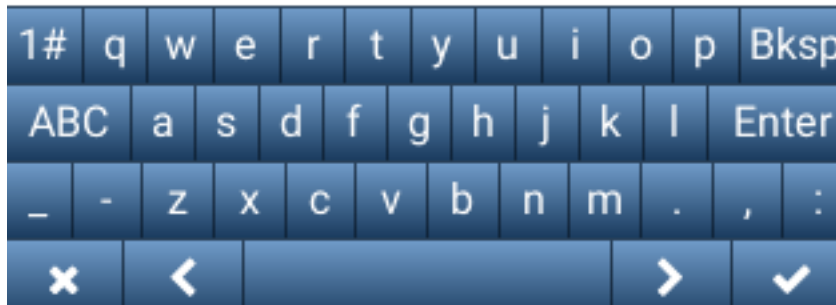 1# q w e r t y u i o p Bksp
ABC a s d f g h j k l Enter
_ - z x c v b n m . , :